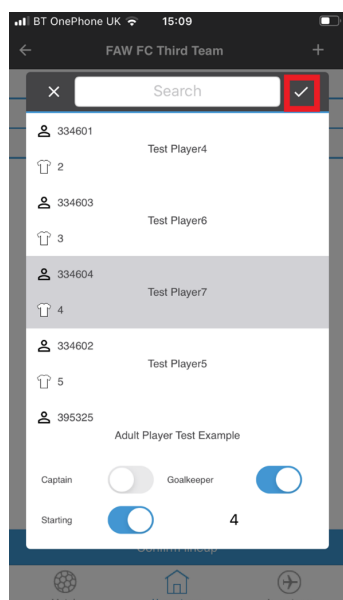 BT OnePhone UK 15:09
FAW FC Third Team
Search
334601
Test Player4
2
334603
Test Player6
3
334604
Test Player7
4
334602
Test Player5
5
395325
Adult Player Test Example
Captain Goalkeeper
Starting 4
Confirm lineup